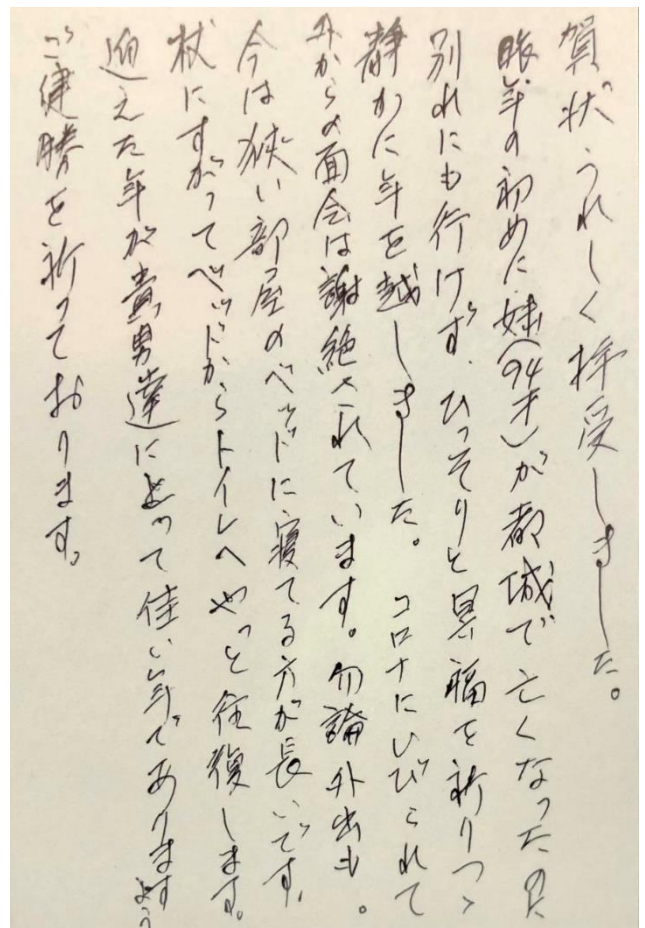 賀状うれしく拝受しました。
昨年の初めに妹(94才)が都城で亡くなったのに
別れにも行けず、ひっそりと冥福を祈りつゝ
静かに年を越しました。 コロナにいびられて
外からの面会は謝絶されています。勿論外出も。
今は狭い部屋のベッドに寝てる方が長いです。
杖にすがってベッドからトイレへやっと往復します。
迎えた年が貴男達にとって佳い年でありますよう
ご健勝を祈っております。